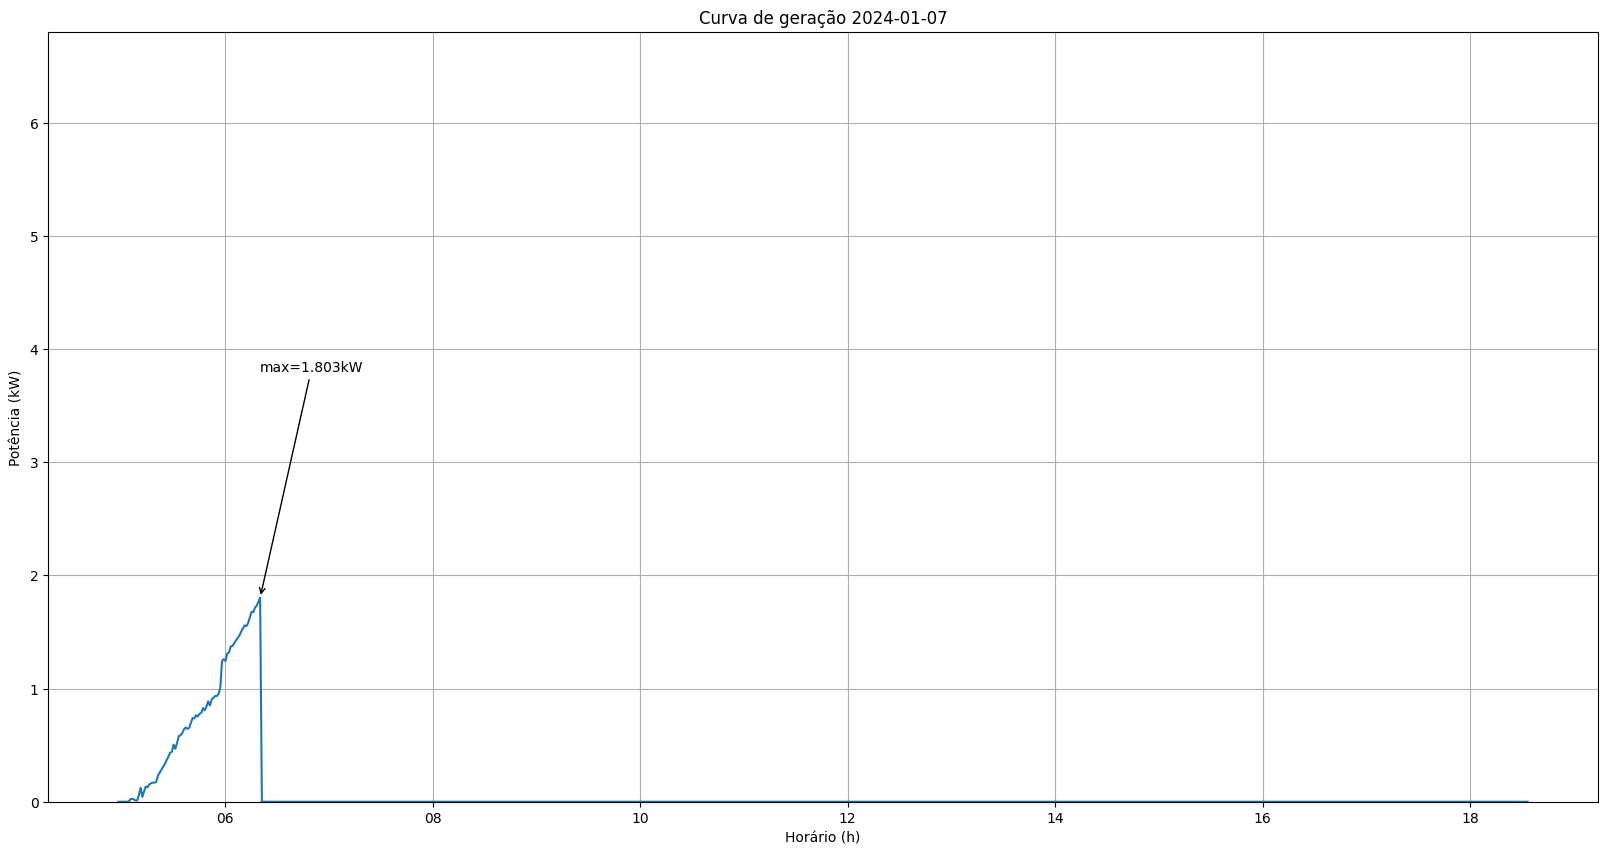 Curva de geração 2024-01-07
Potência (kW)
6
5
4
3
2
1
0
max=1.803kW
06 08 10 12 14 16 18
Horário (h)